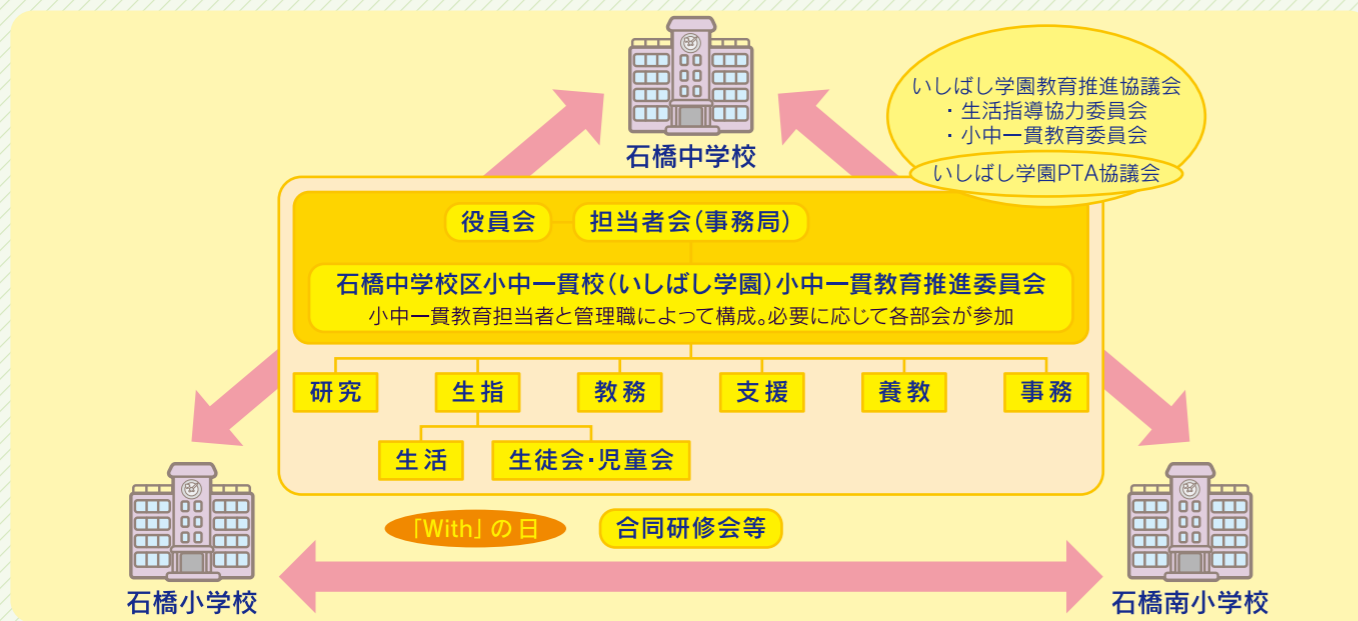 石橋中学校
いしばし学園教育推進協議会
・生活指導協力委員会
・小中一貫教育委員会
いしばし学園PTA協議会
役員会
担当者会(事務局)
石橋中学校区小中一貫校(いしばし学園)小中一貫教育推進委員会
小中一貫教育担当者と管理職によって構成。必要に応じて各部会が参加
研究
生指
教務
支援
養教
事務
生活
生徒会・児童会
「With」の日
合同研修会等
石橋小学校
石橋南小学校